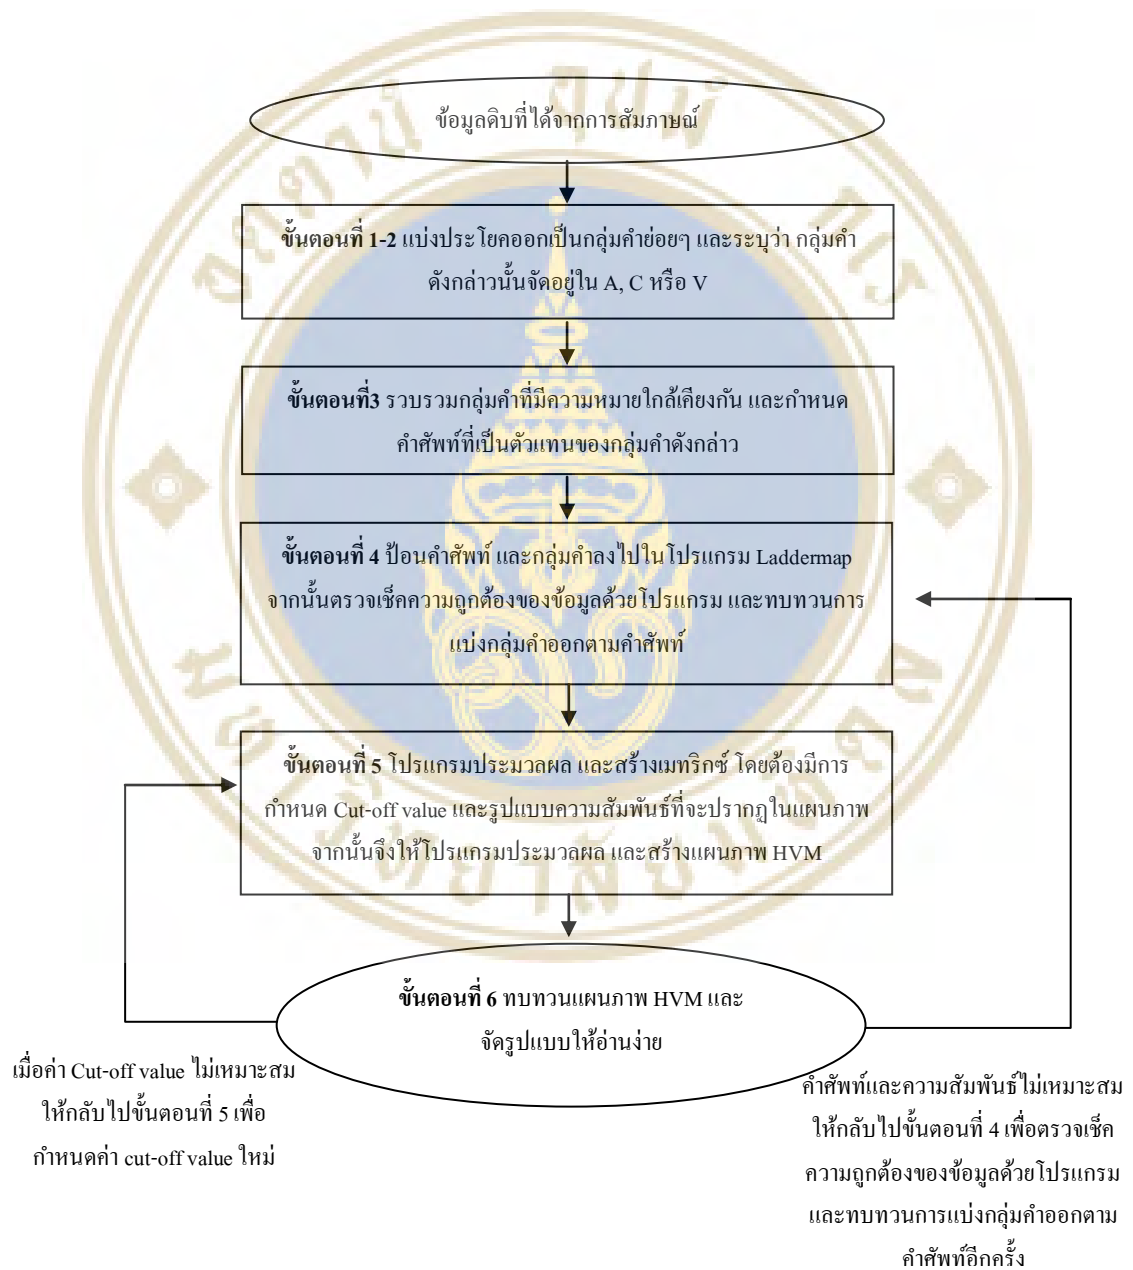 ข้อมูลดิบที่ได้จากการสัมภาษณ์
ขั้นตอนที่ 1-2 แบ่งประโยคออกเป็นกลุ่มคำย่อยๆ และระบุว่า กลุ่มคำ
ดังกล่าวนั้นจัดอยู่ใน A, C หรือ V
ขั้นตอนที่3 รวบรวมกลุ่มคำที่มีความหมายใกล้เคียงกัน และกำหนด
คำศัพท์ที่เป็นตัวแทนของกลุ่มคำดังกล่าว
ขั้นตอนที่ 4 ป้อนคำศัพท์ และกลุ่มคำลงไปในโปรแกรม Laddermap
จากนั้นตรวจเช็คความถูกต้องของข้อมูลด้วยโปรแกรม และทบทวนการ
แบ่งกลุ่มคำออกตามคำศัพท์
ขั้นตอนที่ 5 โปรแกรมประมวลผล และสร้างเมทริกซ์ โดยต้องมีการ
กำหนด Cut-off value และรูปแบบความสัมพันธ์ที่จะปรากฏในแผนภาพ
จากนั้นจึงให้โปรแกรมประมวลผล และสร้างแผนภาพ HVM
ขั้นตอนที่ 6 ทบทวนแผนภาพ HVM และ
จัดรูปแบบให้อ่านง่าย
เมื่อค่า Cut-off value ไม่เหมาะสม
ให้กลับไปขั้นตอนที่ 5 เพื่อ
กำหนดค่า cut-off value ใหม่
คำศัพท์และความสัมพันธ์ไม่เหมาะสม
ให้กลับไปขั้นตอนที่ 4 เพื่อตรวจเช็ค
ความถูกต้องของข้อมูลด้วยโปรแกรม
และทบทวนการแบ่งกลุ่มคำออกตาม
คำศัพท์อีกครั้ง
มหาวิทยาลัยมหิดล